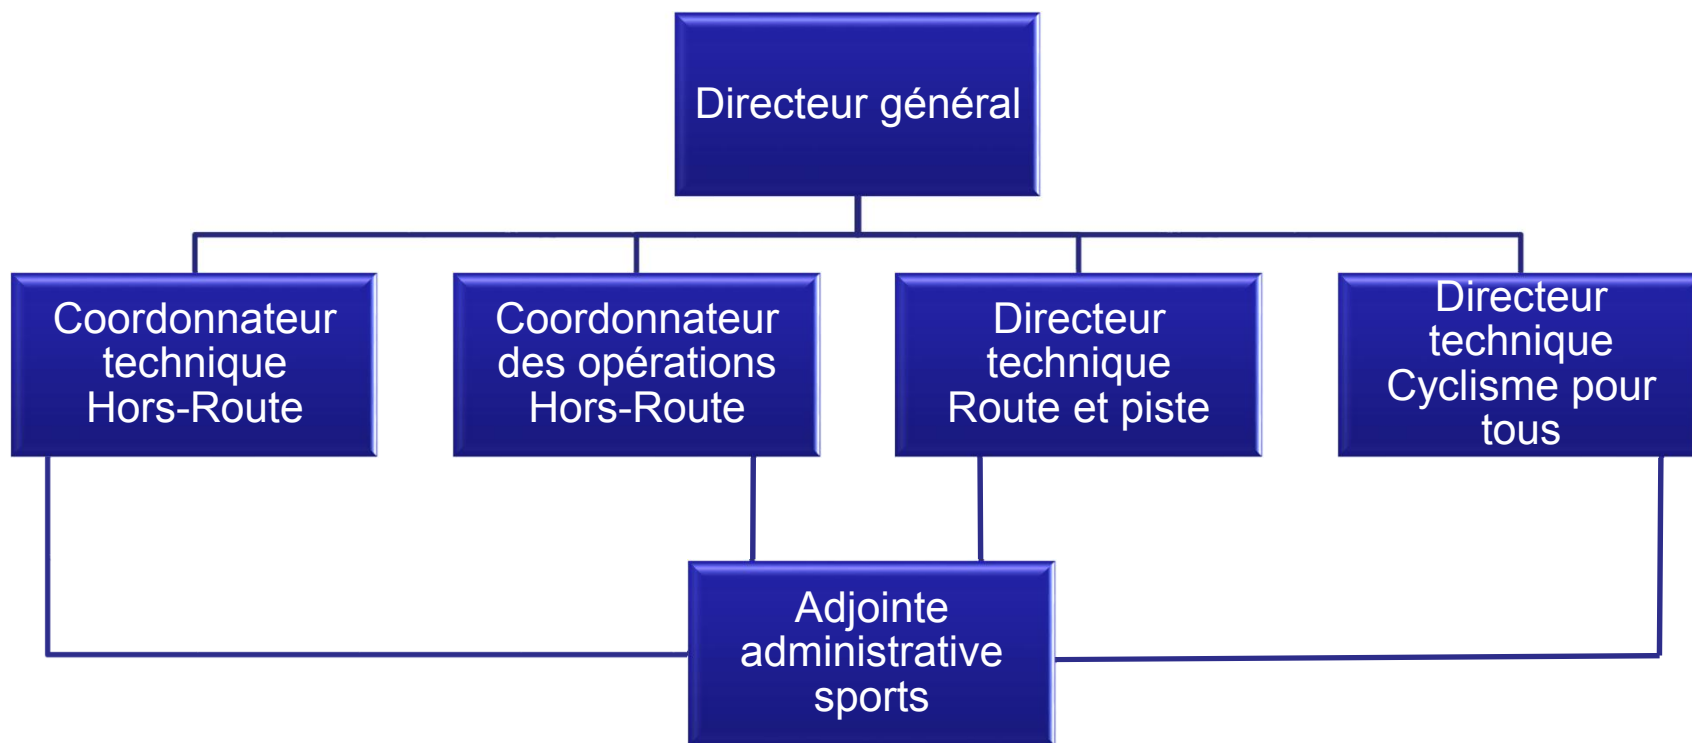 Directeur général
Coordonnateur
technique
Hors-Route
Coordonnateur
des opérations
Hors-Route
Directeur
technique
Route et piste
Directeur
technique
Cyclisme pour
tous
Adjointe
administrative
sports